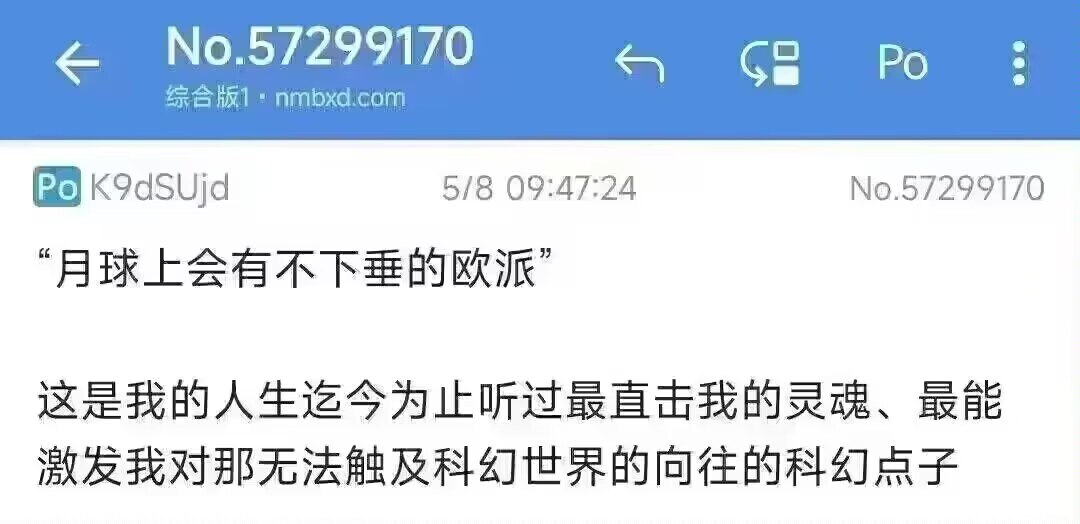 No.57299170
综合版1·nmbxd.com
Po
Po K9dSUjd 5/8 09:47:24 No.57299170
“月球上会有不下垂的欧派”
这是我的人生迄今为止听过最直击我的灵魂、最能
激发我对那无法触及科幻世界的向往的科幻点子